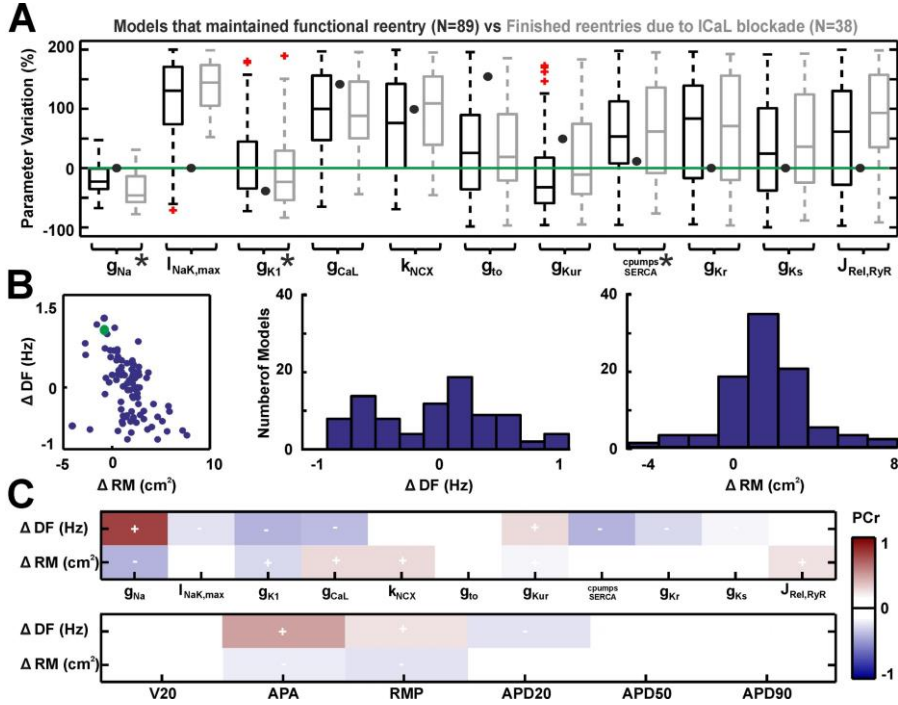 A
Models that maintained functional reentry (N=89) vs Finished reentries due to ICaL blockade (N=38)
Parameter Variation (%)
200
100
0
-100
gNa* INaK,max gK1* gCaL kNCX gto gKur cpumps SERCA* gKr gKs JRel,RyR
B
Δ DF (Hz)
1.5
0
-1
-5 0 10
Δ RM (cm²)
Numberof Models
40
20
0
-1 0 1
Δ DF (Hz)
40
20
0
-4 0 8
Δ RM (cm²)
C
PCr
Δ DF (Hz) + - - - + - - -
Δ RM (cm²) - + + + - +
gNa INaK,max gK1 gCaL kNCX gto gKur cpumps SERCA gKr gKs JRel,RyR
Δ DF (Hz) + + -
Δ RM (cm²) - -
V20 APA RMP APD20 APD50 APD90
1
0
-1